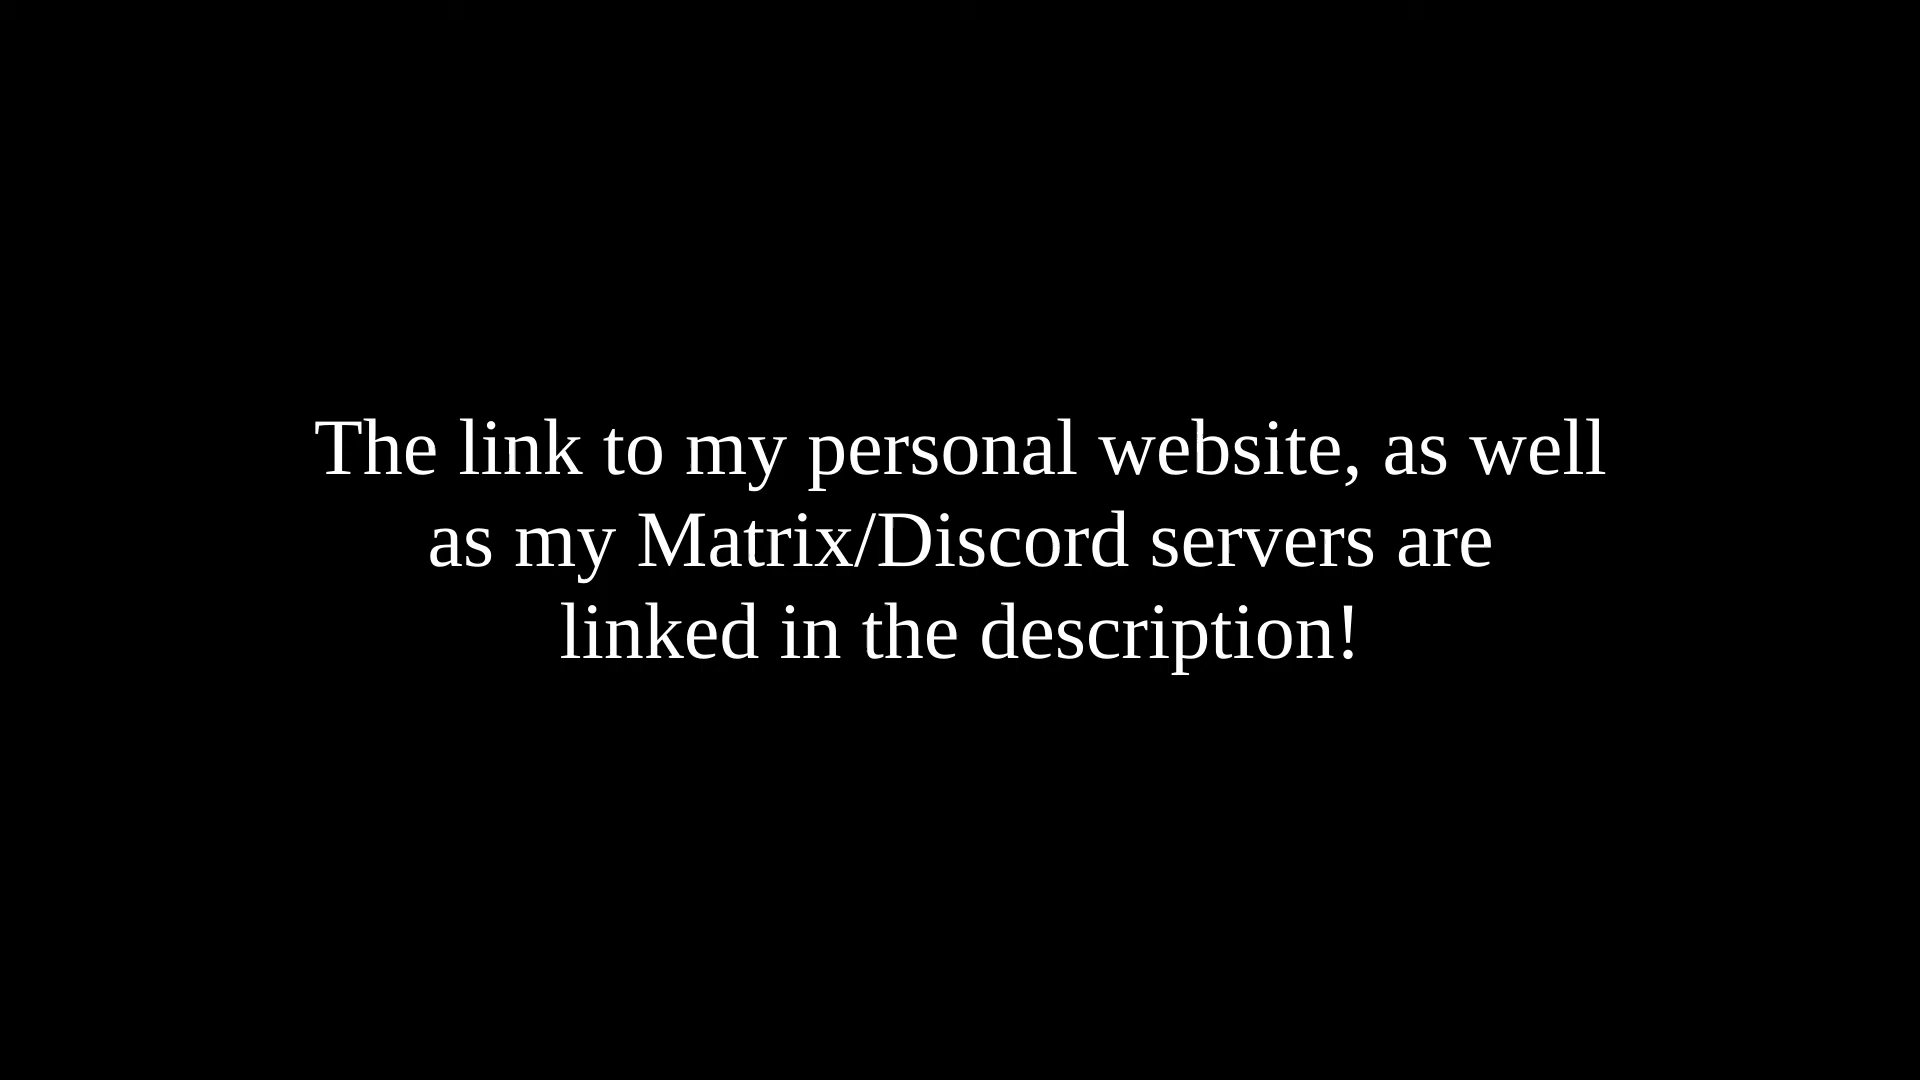 The link to my personal website, as well
as my Matrix/Discord servers are
linked in the description!